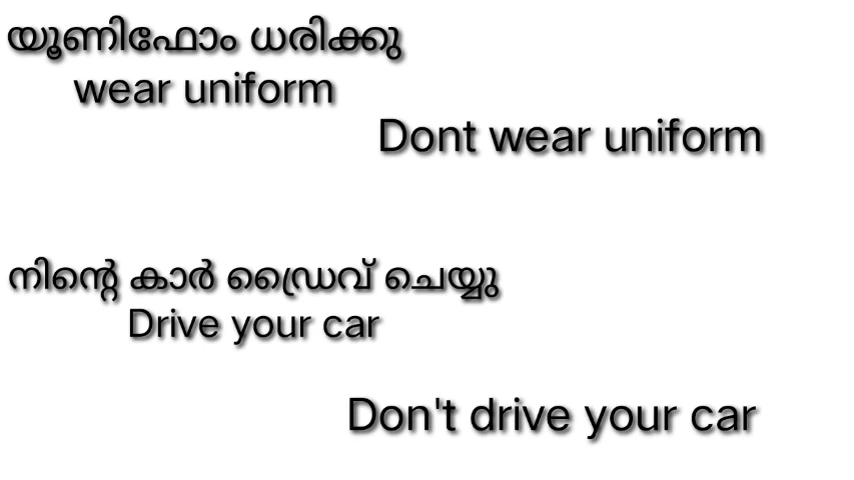 യൂണിഫോം ധരിക്കു
wear uniform
Dont wear uniform
നിന്റെ കാർ ഡ്രൈവ് ചെയ്യു
Drive your car
Don't drive your car